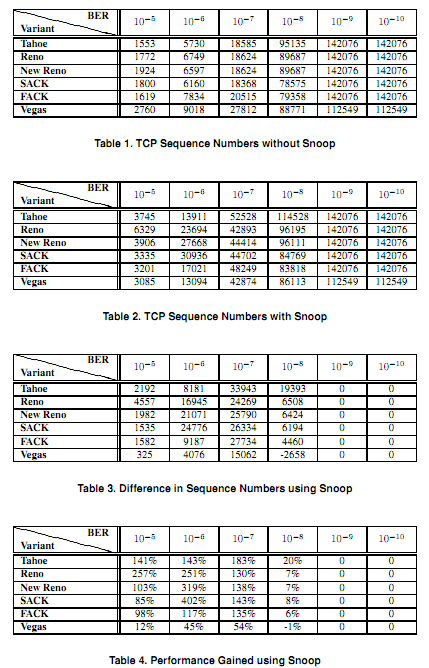 BER
Variant 10⁻⁵ 10⁻⁶ 10⁻⁷ 10⁻⁸ 10⁻⁹ 10⁻¹⁰
Tahoe 1553 5730 18585 95135 142076 142076
Reno 1772 6749 18624 89687 142076 142076
New Reno 1924 6597 18624 89687 142076 142076
SACK 1800 6160 18368 78575 142076 142076
FACK 1619 7834 20515 79358 142076 142076
Vegas 2760 9018 27812 88771 112549 112549
Table 1. TCP Sequence Numbers without Snoop
BER
Variant 10⁻⁵ 10⁻⁶ 10⁻⁷ 10⁻⁸ 10⁻⁹ 10⁻¹⁰
Tahoe 3745 13911 52528 114528 142076 142076
Reno 6329 23694 42893 96195 142076 142076
New Reno 3906 27668 44414 96111 142076 142076
SACK 3335 30936 44702 84769 142076 142076
FACK 3201 17021 48249 83818 142076 142076
Vegas 3085 13094 42874 86113 112549 112549
Table 2. TCP Sequence Numbers with Snoop
BER
Variant 10⁻⁵ 10⁻⁶ 10⁻⁷ 10⁻⁸ 10⁻⁹ 10⁻¹⁰
Tahoe 2192 8181 33943 19393 0 0
Reno 4557 16945 24269 6508 0 0
New Reno 1982 21071 25790 6424 0 0
SACK 1535 24776 26334 6194 0 0
FACK 1582 9187 27734 4460 0 0
Vegas 325 4076 15062 -2658 0 0
Table 3. Difference in Sequence Numbers using Snoop
BER
Variant 10⁻⁵ 10⁻⁶ 10⁻⁷ 10⁻⁸ 10⁻⁹ 10⁻¹⁰
Tahoe 141% 143% 183% 20% 0 0
Reno 257% 251% 130% 7% 0 0
New Reno 103% 319% 138% 7% 0 0
SACK 85% 402% 143% 8% 0 0
FACK 98% 117% 135% 6% 0 0
Vegas 12% 45% 54% -1% 0 0
Table 4. Performance Gained using Snoop